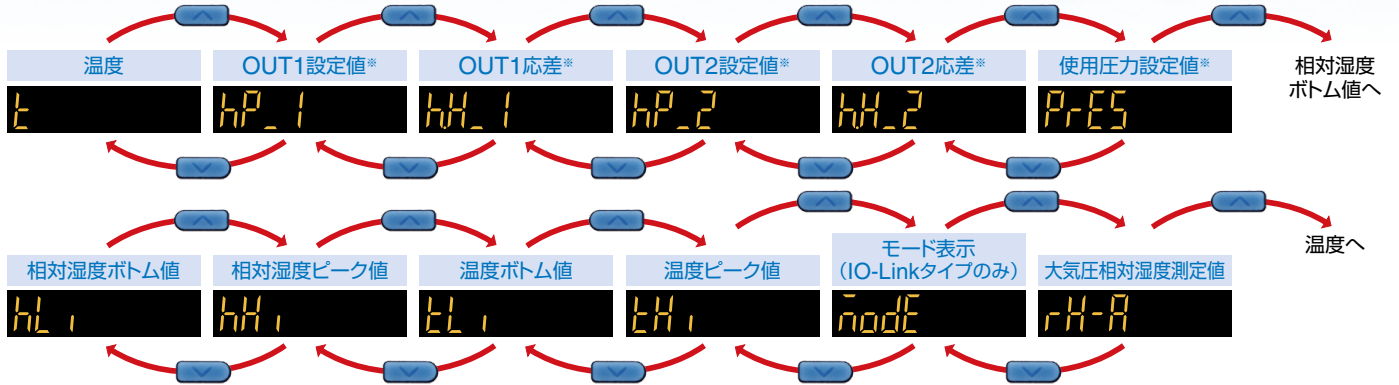 温度
OUT1設定値※
OUT1応差※
OUT2設定値※
OUT2応差※
使用圧力設定値※
相対湿度
ボトム値へ
t
hP_1
h.H_1
hP_2
h.H_2
PrES
相対湿度ボトム値
相対湿度ピーク値
温度ボトム値
温度ピーク値
モード表示
(IO-Linkタイプのみ)
大気圧相対湿度測定値
温度へ
hLi
hHi
tLi
tHi
modE
rH-A